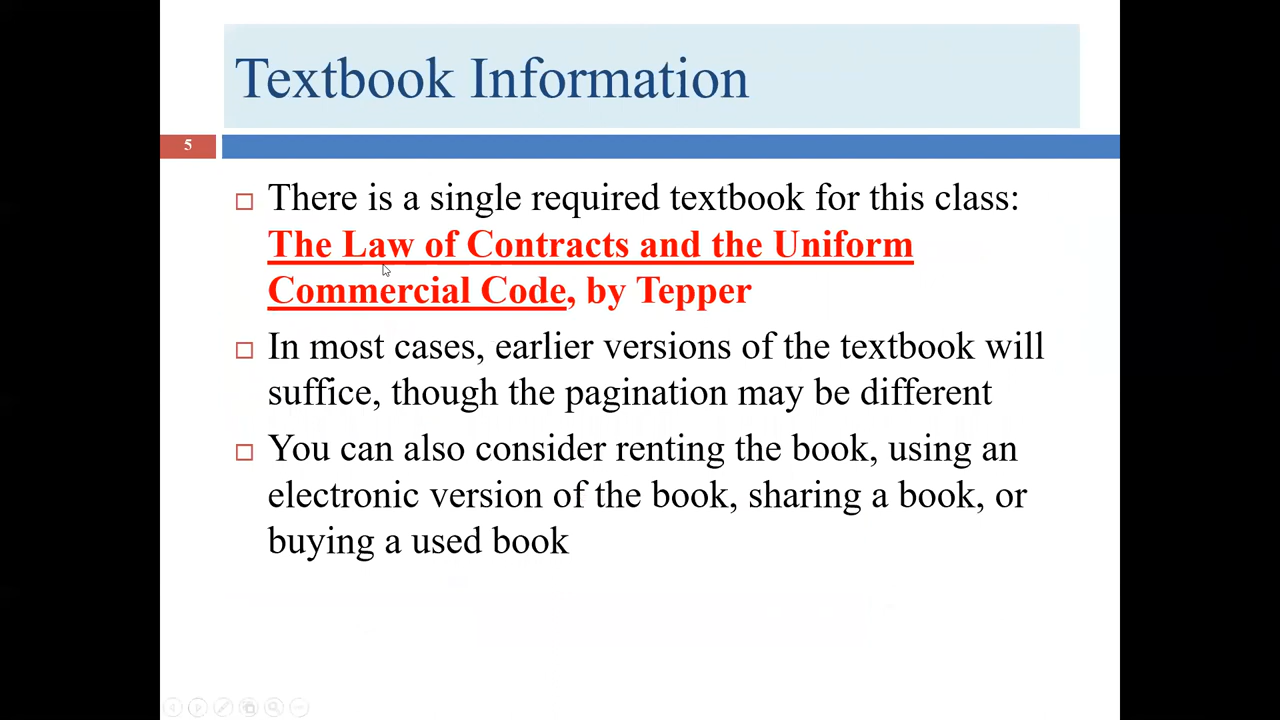 Textbook Information
5
There is a single required textbook for this class:
The Law of Contracts and the Uniform
Commercial Code, by Tepper
In most cases, earlier versions of the textbook will
suffice, though the pagination may be different
You can also consider renting the book, using an
electronic version of the book, sharing a book, or
buying a used book